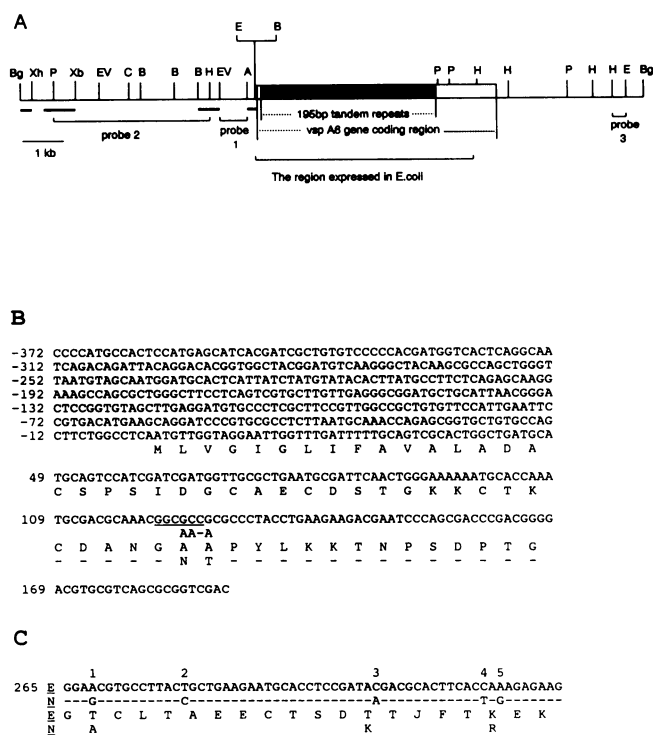 A
E B
Bg Xh P Xb EV C B B B H EV A P P H H P H H E Bg
195bp tandem repeats
vsp A6 gene coding region
probe 2
probe 1
probe 3
1 kb
The region expressed in E.coli
B
-372 CCCCATGCCACTCCATGAGCATCACGATCGCTGTGTCCCCCACGATGGTCACTCAGGCAA
-312 TCAGACAGATTACAGGACACGGTGGCTACGGATGTCAAGGGCTACAAGCGCCAGCTGGGT
-252 TAATGTAGCAATGGATGCACTCATTATCTATGTATACACTTATGCCTTCTCAGAGCAAGG
-192 AAAGCCAGCGCTGGGCTTCCTCAGTCGTGCTTGTTGAGGGCGGATGCTGCATTAACGGGA
-132 CTCCGGTGTAGCTTGAGGATGTGCCCTCGCTTCCGTTGGCCGCTGTGTTCCATTGAATTC
-72 CGTGACATGAAGCAGGATCCCGTGCGCCTCTTAATGCAAACCAGAGCGGTGCTGTGCCAG
-12 CTTCTGGCCTCAATGTTGGTAGGAATTGGTTTGATTTTTGCAGTCGCACTGGCTGATGCA
M L V G I G L I F A V A L A D A
49 TGCAGTCCATCGATCGATGGTTGCGCTGAATGCGATTCAACTGGGAAAAAATGCACCAAA
C S P S I D G C A E C D S T G K K C T K
109 TGCGACGCAAACGGCGCCGCGCCCTACCTGAAGAAGACGAATCCCAGCGACCCGACGGGG
AA-A
C D A N G A A P Y L K K T N P S D P T G
- - - - - N T - - - - - - - - - - - - -
169 ACGTGCGTCAGCGCGGTCGAC
C
1 2 3 4 5
265 E GGAACGTGCCTTACTGCTGAAGAATGCACCTCCGATACGACGCACTTCACCAAAGAGAAG
N ---G----------C----------------------A------------T-G------
E G T C L T A E E C T S D T T J F T K E K
N A K R